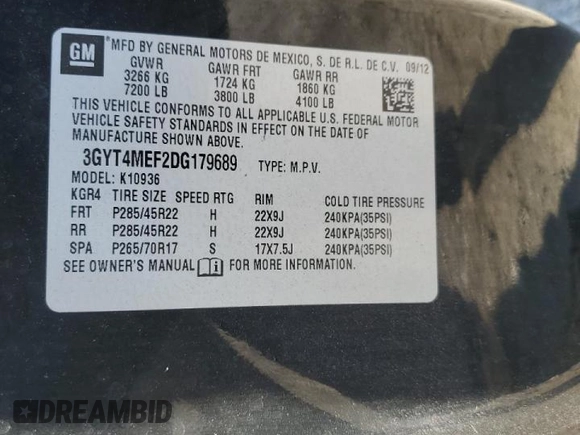 GM
MFD BY GENERAL MOTORS DE MEXICO, S. DE R.L. DE C.V. 09/12
GVWR GAWR FRT GAWR RR
3266 KG 1724 KG 1860 KG
7200 LB 3800 LB 4100 LB
THIS VEHICLE CONFORMS TO ALL APPLICABLE U.S. FEDERAL MOTOR
VEHICLE SAFETY STANDARDS IN EFFECT ON THE DATE OF
MANUFACTURE SHOWN ABOVE.
3GYT4MEF2DG179689 TYPE: M.P.V.
MODEL: K10936
KGR4 TIRE SIZE SPEED RTG RIM COLD TIRE PRESSURE
FRT P285/45R22 H 22X9J 240KPA(35PSI)
RR P285/45R22 H 22X9J 240KPA(35PSI)
SPA P265/70R17 S 17X7.5J 240KPA(35PSI)
SEE OWNER'S MANUAL FOR MORE INFORMATION.
DREAMBID